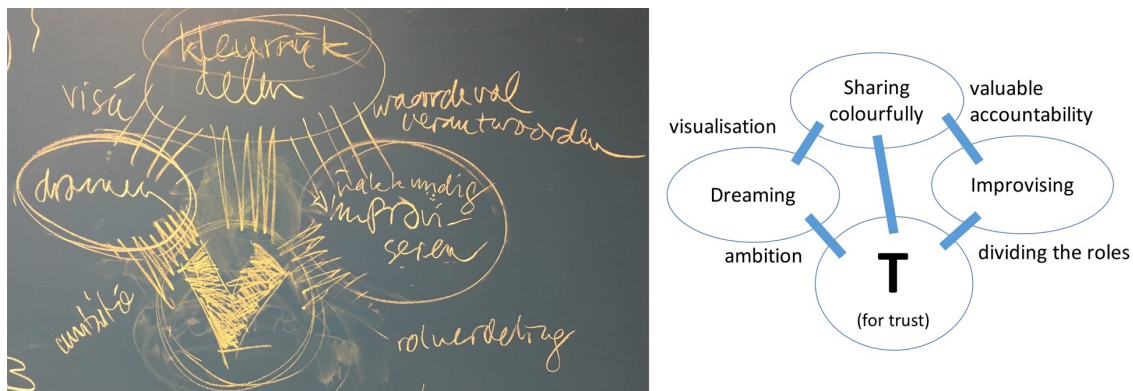 kleurrijk
delen
visie
waardevol
verantwoorden
dromen
vakkundig
improvi-
seren
ambitie
rolverdeling
Sharing
colourfully
valuable
accountability
visualisation
Dreaming
Improvising
ambition
T
dividing the roles
(for trust)